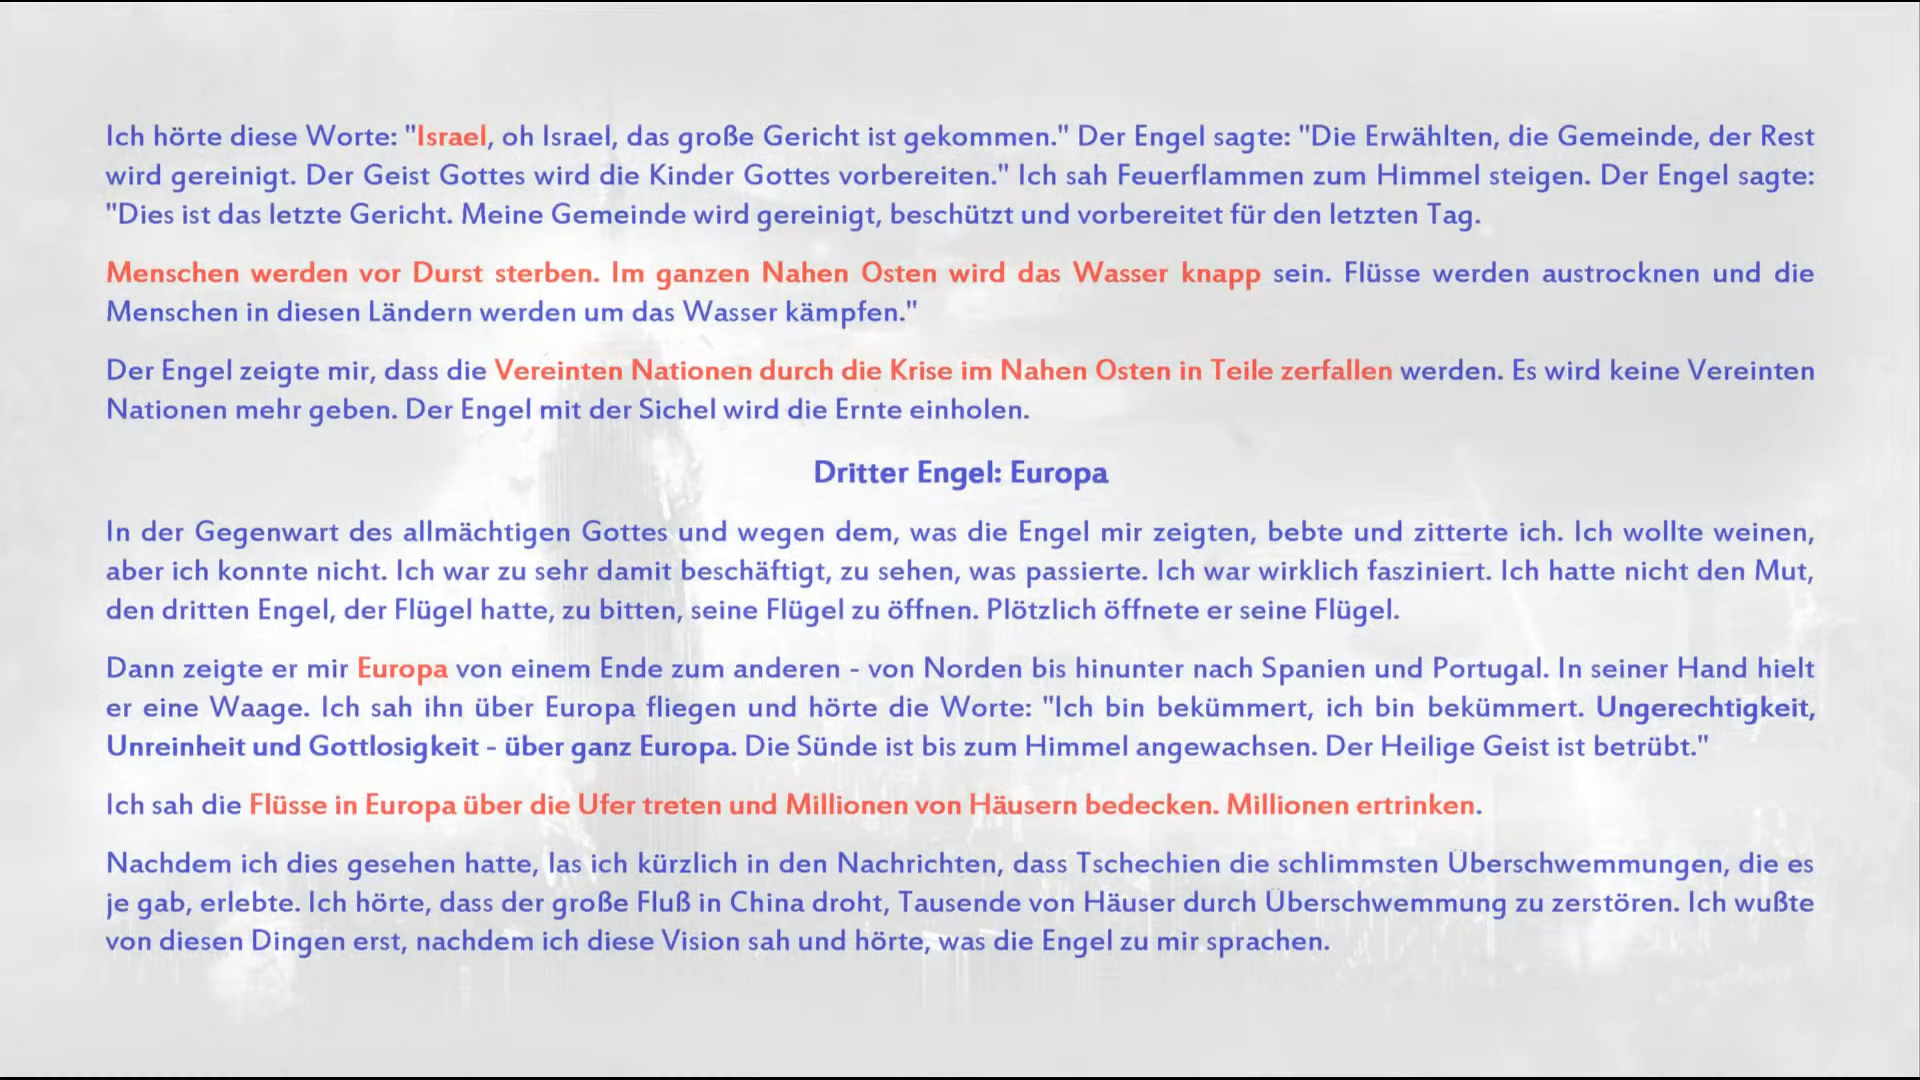 Ich hörte diese Worte: "Israel, oh Israel, das große Gericht ist gekommen." Der Engel sagte: "Die Erwählten, die Gemeinde, der Rest
wird gereinigt. Der Geist Gottes wird die Kinder Gottes vorbereiten." Ich sah Feuerflammen zum Himmel steigen. Der Engel sagte:
"Dies ist das letzte Gericht. Meine Gemeinde wird gereinigt, beschützt und vorbereitet für den letzten Tag.
Menschen werden vor Durst sterben. Im ganzen Nahen Osten wird das Wasser knapp sein. Flüsse werden austrocknen und die
Menschen in diesen Ländern werden um das Wasser kämpfen."
Der Engel zeigte mir, dass die Vereinten Nationen durch die Krise im Nahen Osten in Teile zerfallen werden. Es wird keine Vereinten
Nationen mehr geben. Der Engel mit der Sichel wird die Ernte einholen.
Dritter Engel: Europa
In der Gegenwart des allmächtigen Gottes und wegen dem, was die Engel mir zeigten, bebte und zitterte ich. Ich wollte weinen,
aber ich konnte nicht. Ich war zu sehr damit beschäftigt, zu sehen, was passierte. Ich war wirklich fasziniert. Ich hatte nicht den Mut,
den dritten Engel, der Flügel hatte, zu bitten, seine Flügel zu öffnen. Plötzlich öffnete er seine Flügel.
Dann zeigte er mir Europa von einem Ende zum anderen - von Norden bis hinunter nach Spanien und Portugal. In seiner Hand hielt
er eine Waage. Ich sah ihn über Europa fliegen und hörte die Worte: "Ich bin bekümmert, ich bin bekümmert. Ungerechtigkeit,
Unreinheit und Gottlosigkeit - über ganz Europa. Die Sünde ist bis zum Himmel angewachsen. Der Heilige Geist ist betrübt."
Ich sah die Flüsse in Europa über die Ufer treten und Millionen von Häusern bedecken. Millionen ertrinken.
Nachdem ich dies gesehen hatte, las ich kürzlich in den Nachrichten, dass Tschechien die schlimmsten Überschwemmungen, die es
je gab, erlebte. Ich hörte, dass der große Fluß in China droht, Tausende von Häuser durch Überschwemmung zu zerstören. Ich wußte
von diesen Dingen erst, nachdem ich diese Vision sah und hörte, was die Engel zu mir sprachen.